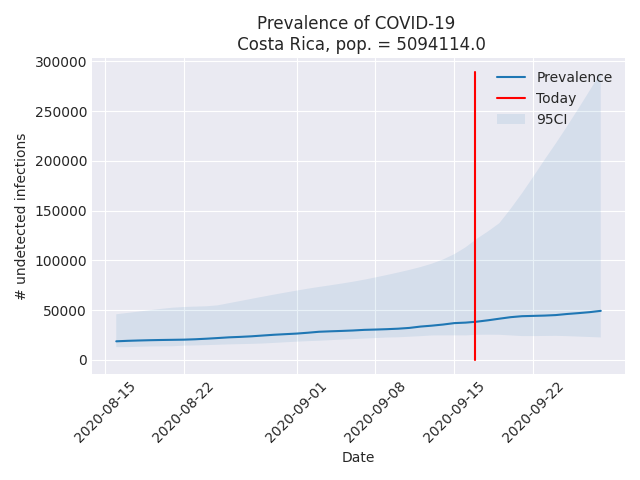 Prevalence of COVID-19
Costa Rica, pop. = 5094114.0
300000
250000
200000
150000
100000
50000
0
# undetected infections
Prevalence
Today
95CI
2020-08-15
2020-08-22
2020-09-01
2020-09-08
2020-09-15
2020-09-22
Date